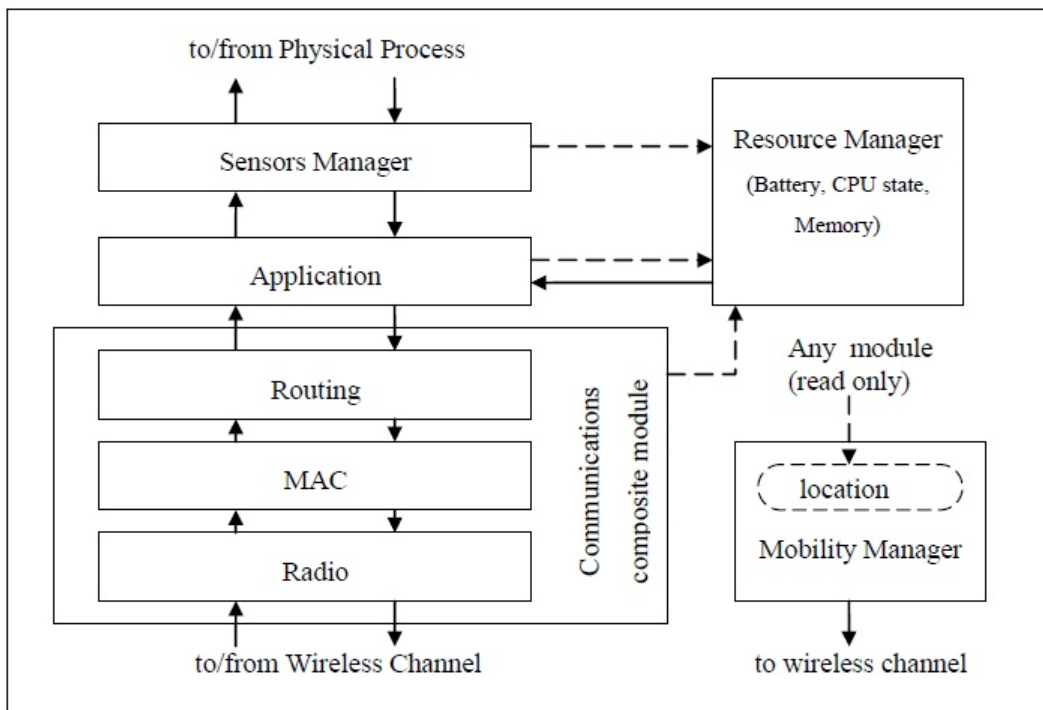 to/from Physical Process
Sensors Manager
Application
Routing
MAC
Radio
Communications
composite module
to/from Wireless Channel
Resource Manager
(Battery, CPU state,
Memory)
Any module
(read only)
location
Mobility Manager
to wireless channel